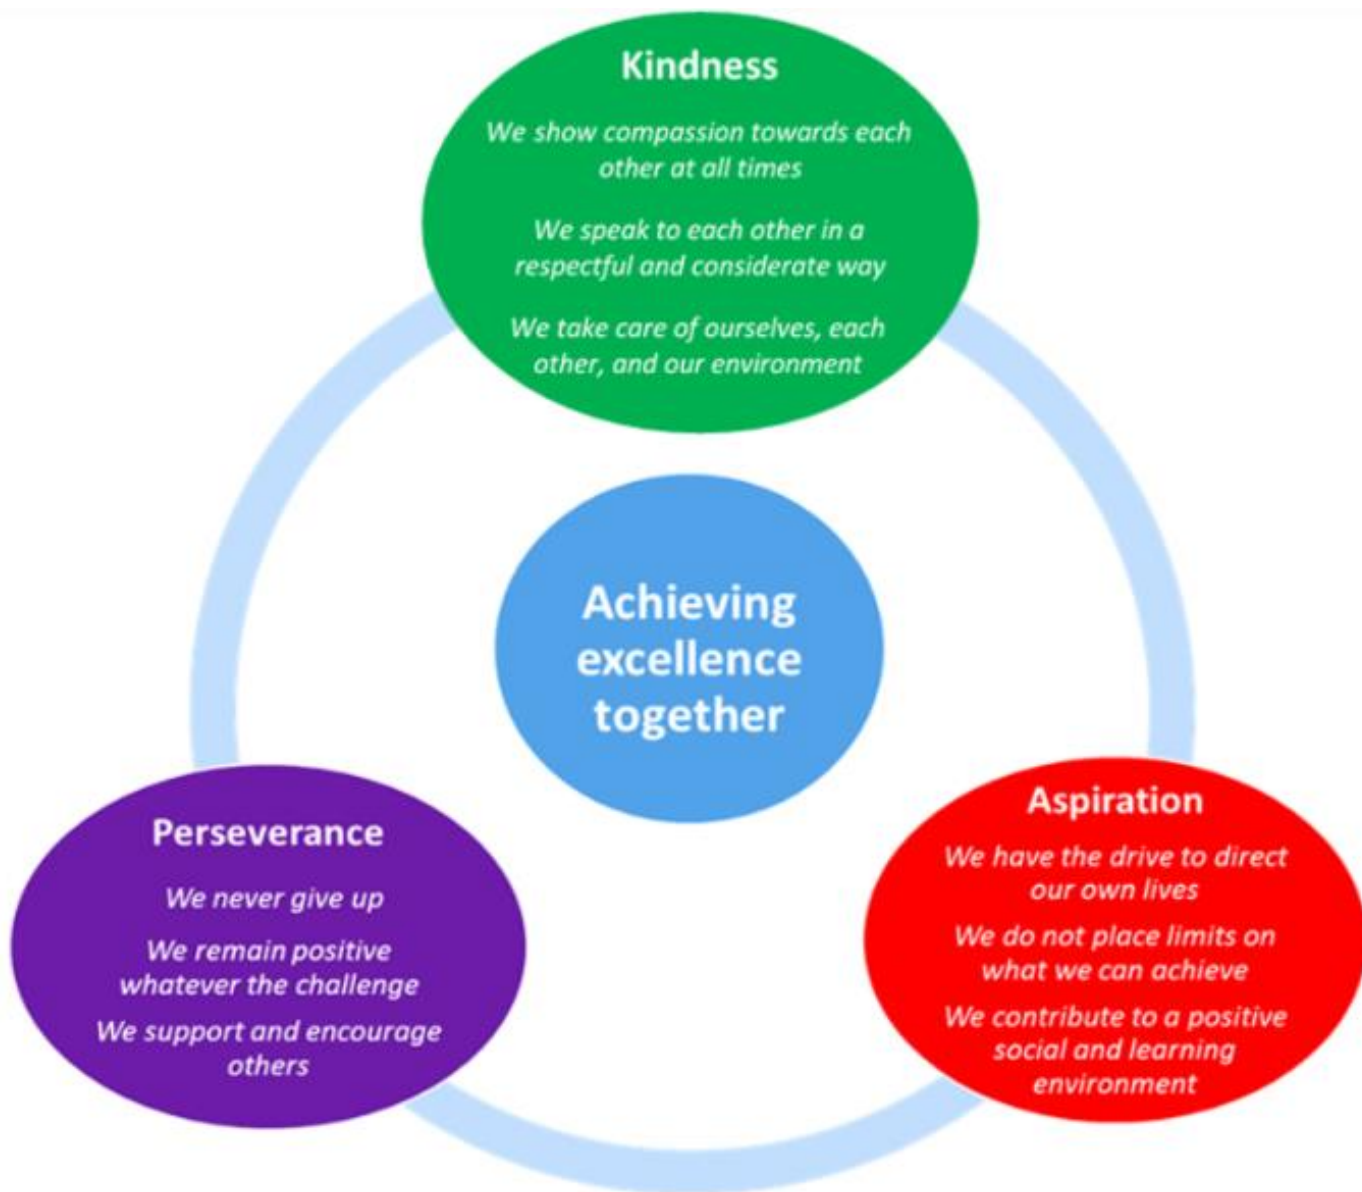 Kindness
We show compassion towards each
other at all times
We speak to each other in a
respectful and considerate way
We take care of ourselves, each
other, and our environment
Achieving
excellence
together
Perseverance
We never give up
We remain positive
whatever the challenge
We support and encourage
others
Aspiration
We have the drive to direct
our own lives
We do not place limits on
what we can achieve
We contribute to a positive
social and learning
environment